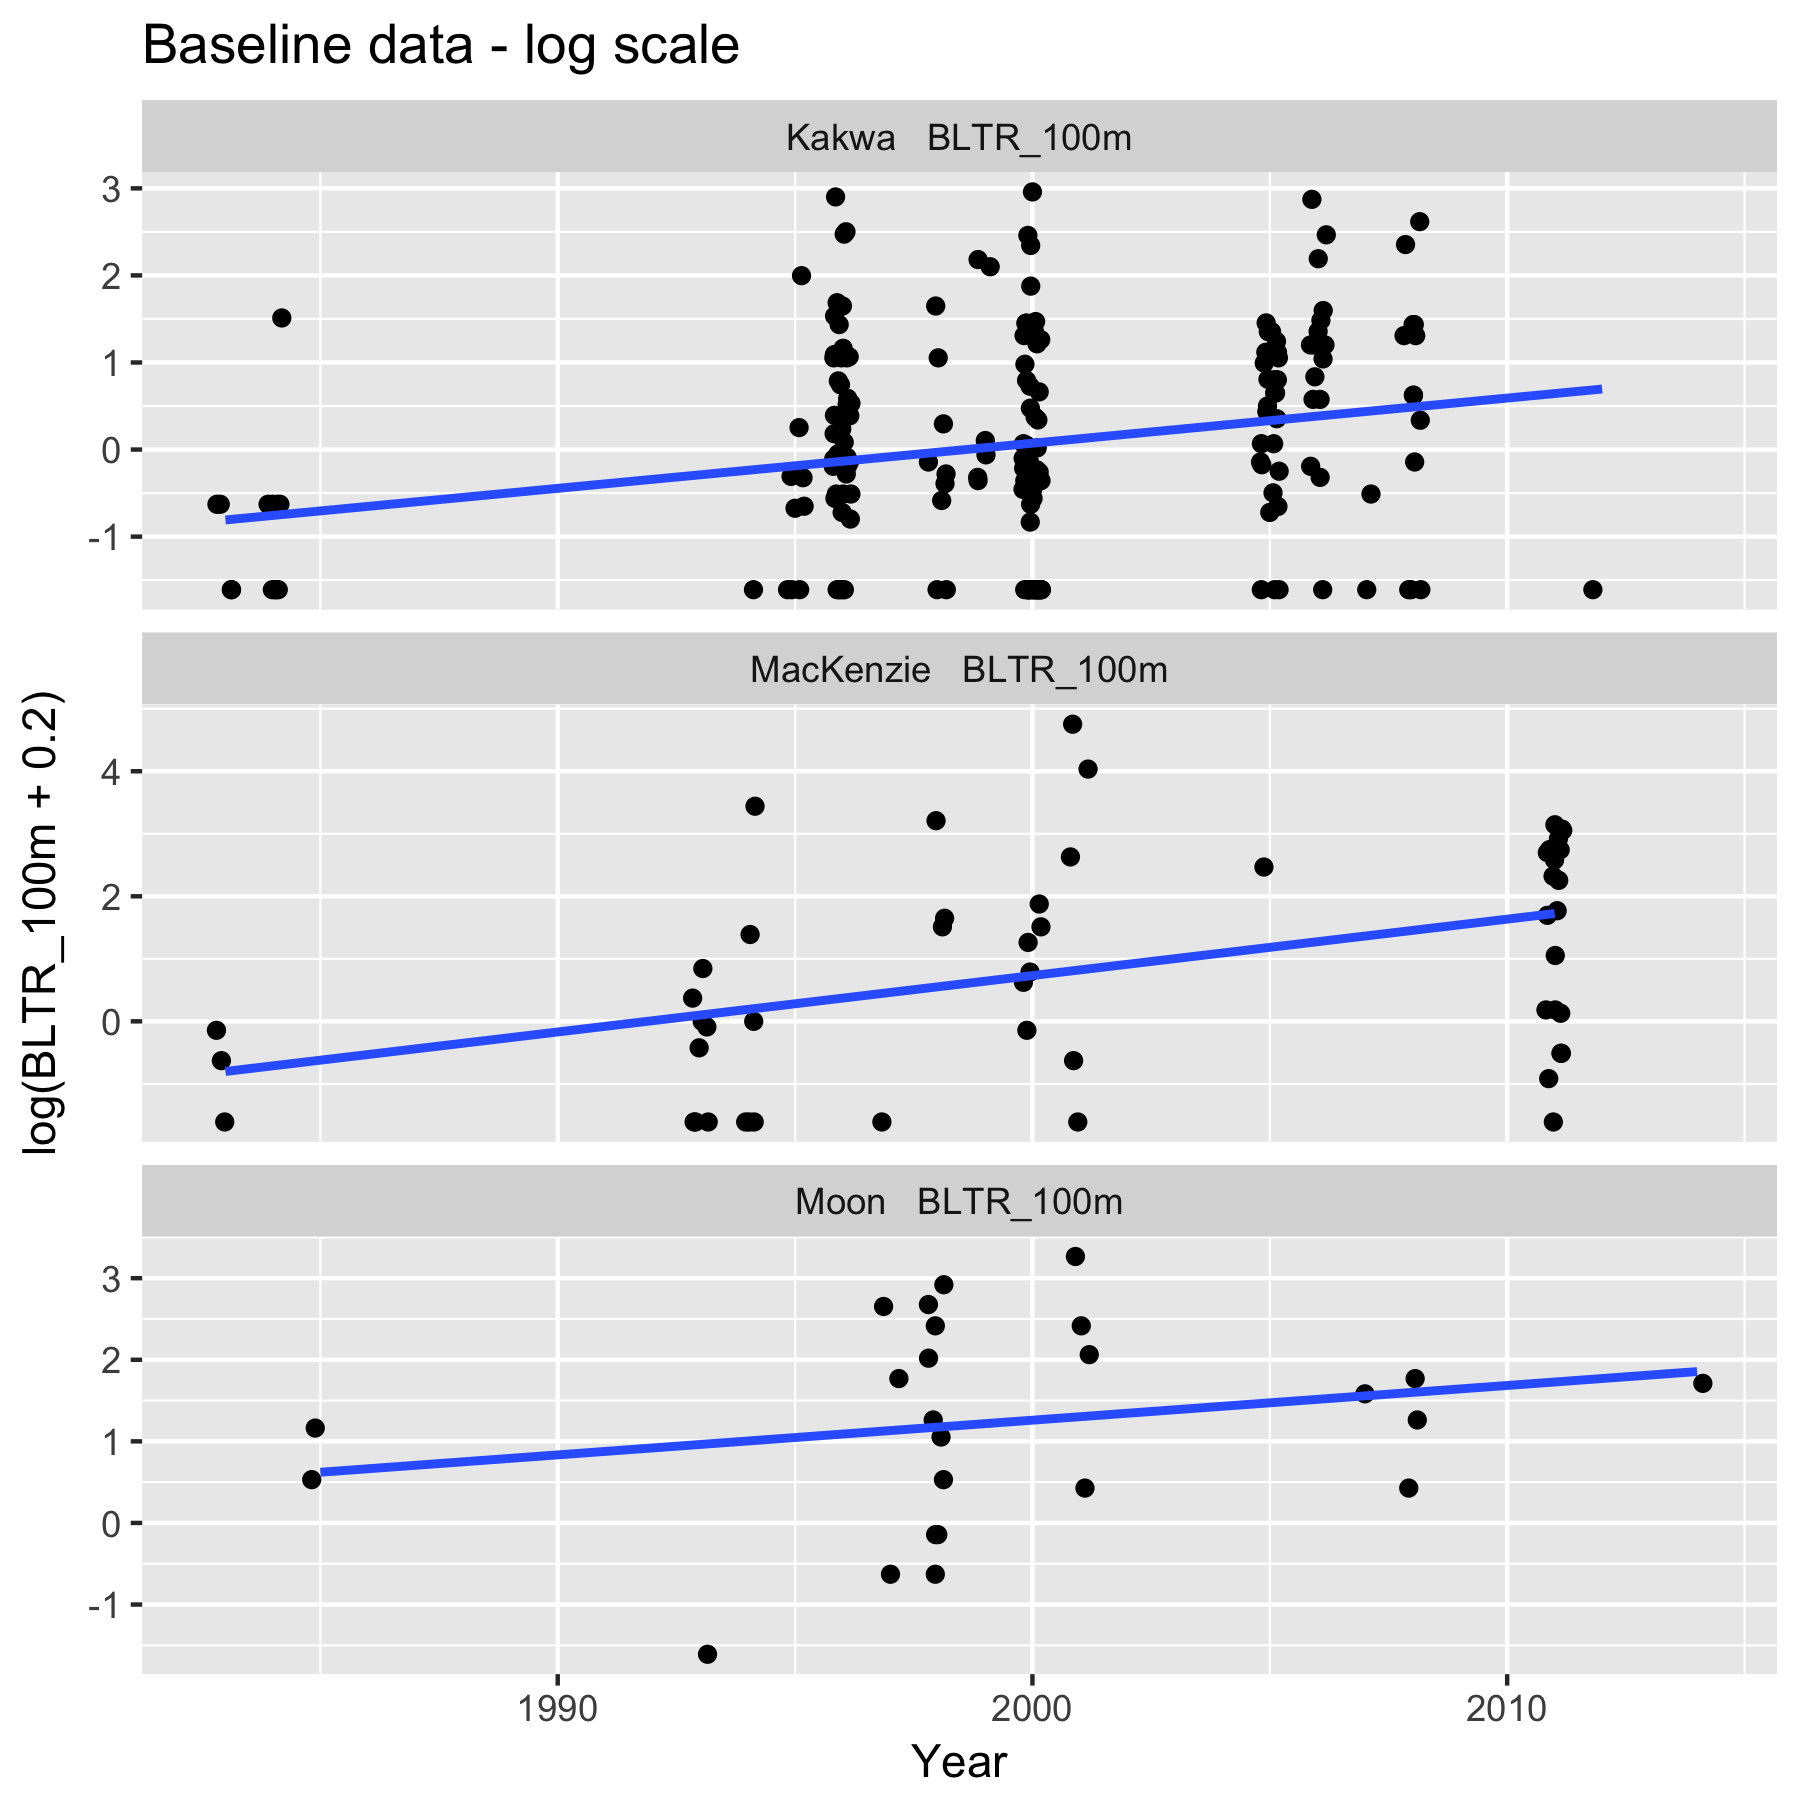 Baseline data - log scale
Kakwa   BLTR_100m
3
2
1
0
-1
MacKenzie   BLTR_100m
4
2
0
Moon   BLTR_100m
3
2
1
0
-1
log(BLTR_100m + 0.2)
1990 2000 2010
Year